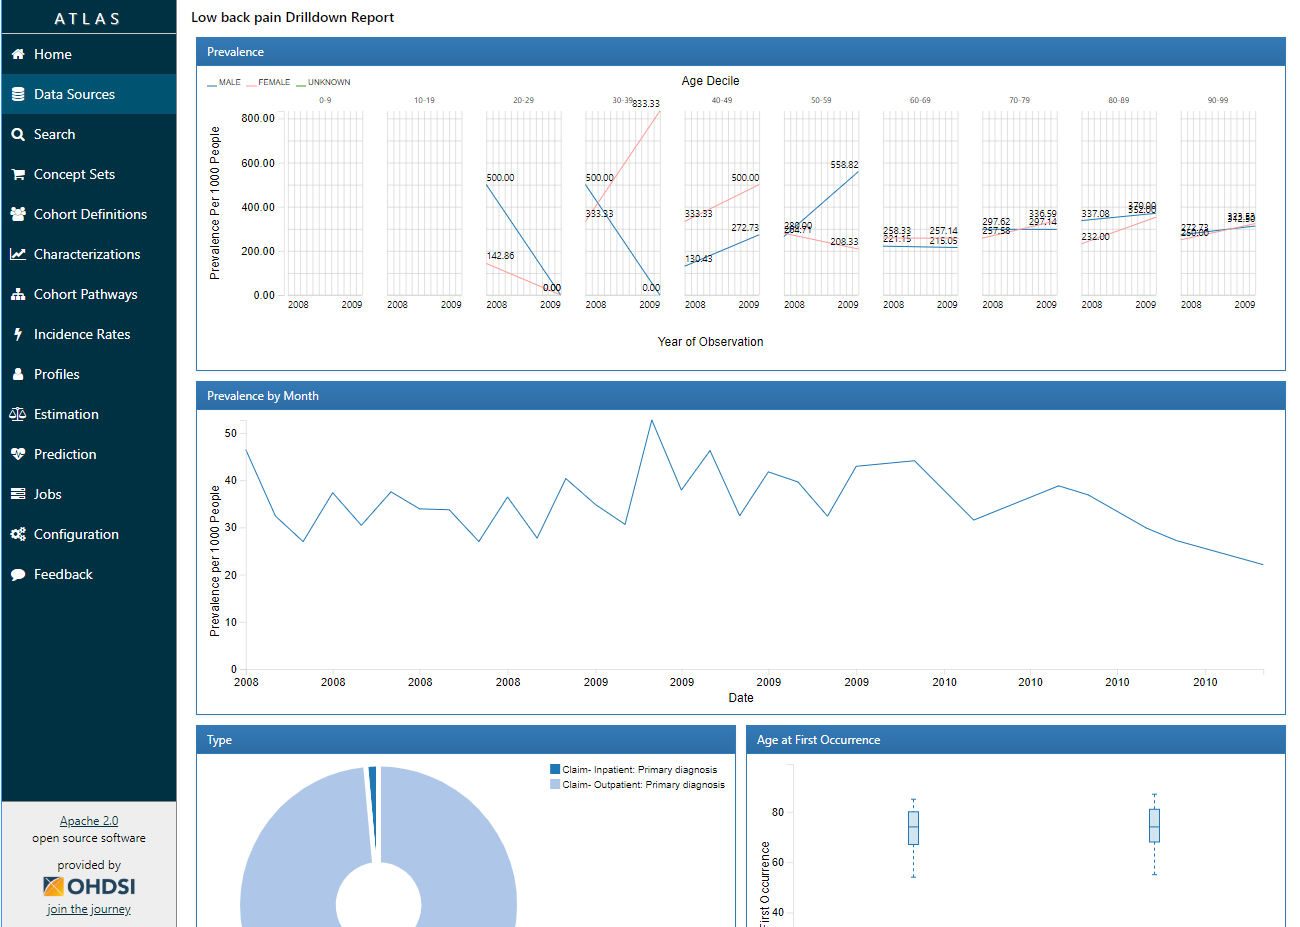 ATLAS
Home
Data Sources
Search
Concept Sets
Cohort Definitions
Characterizations
Cohort Pathways
Incidence Rates
Profiles
Estimation
Prediction
Jobs
Configuration
Feedback
Apache 2.0
open source software
provided by
OHDSI
join the journey
Low back pain Drilldown Report
Prevalence
MALE FEMALE UNKNOWN
Age Decile
0-9 10-19 20-29 30-39 40-49 50-59 60-69 70-79 80-89 90-99
Prevalence Per 1000 People
800.00
600.00
400.00
200.00
0.00
500.00
142.86
0.00
833.33
500.00
333.33
0.00
500.00
333.33
272.73
130.43
558.82
208.33
258.33 257.14
221.15 215.05
336.59
297.62 297.14
257.58
337.08
370.00
352.00
232.00
272.73
250.00
2008 2009 2008 2009 2008 2009 2008 2009 2008 2009 2008 2009 2008 2009 2008 2009 2008 2009 2008 2009
Year of Observation
Prevalence by Month
Prevalence per 1000 People
50
40
30
20
10
0
2008 2008 2008 2008 2009 2009 2009 2009 2010 2010 2010 2010
Date
Type
Claim- Inpatient: Primary diagnosis
Claim- Outpatient: Primary diagnosis
Age at First Occurrence
First Occurrence
80
60
40